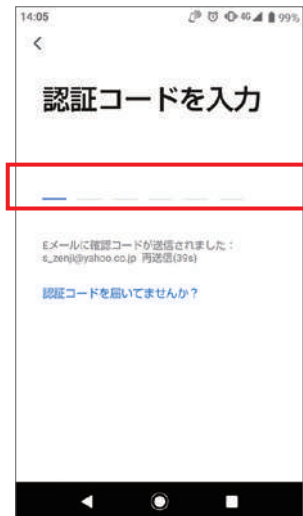 14:05 4G 99%
認証コードを入力
Eメールに確認コードが送信されました：
s_zenji@yahoo.co.jp 再送信(39s)
認証コードを届いてませんか？